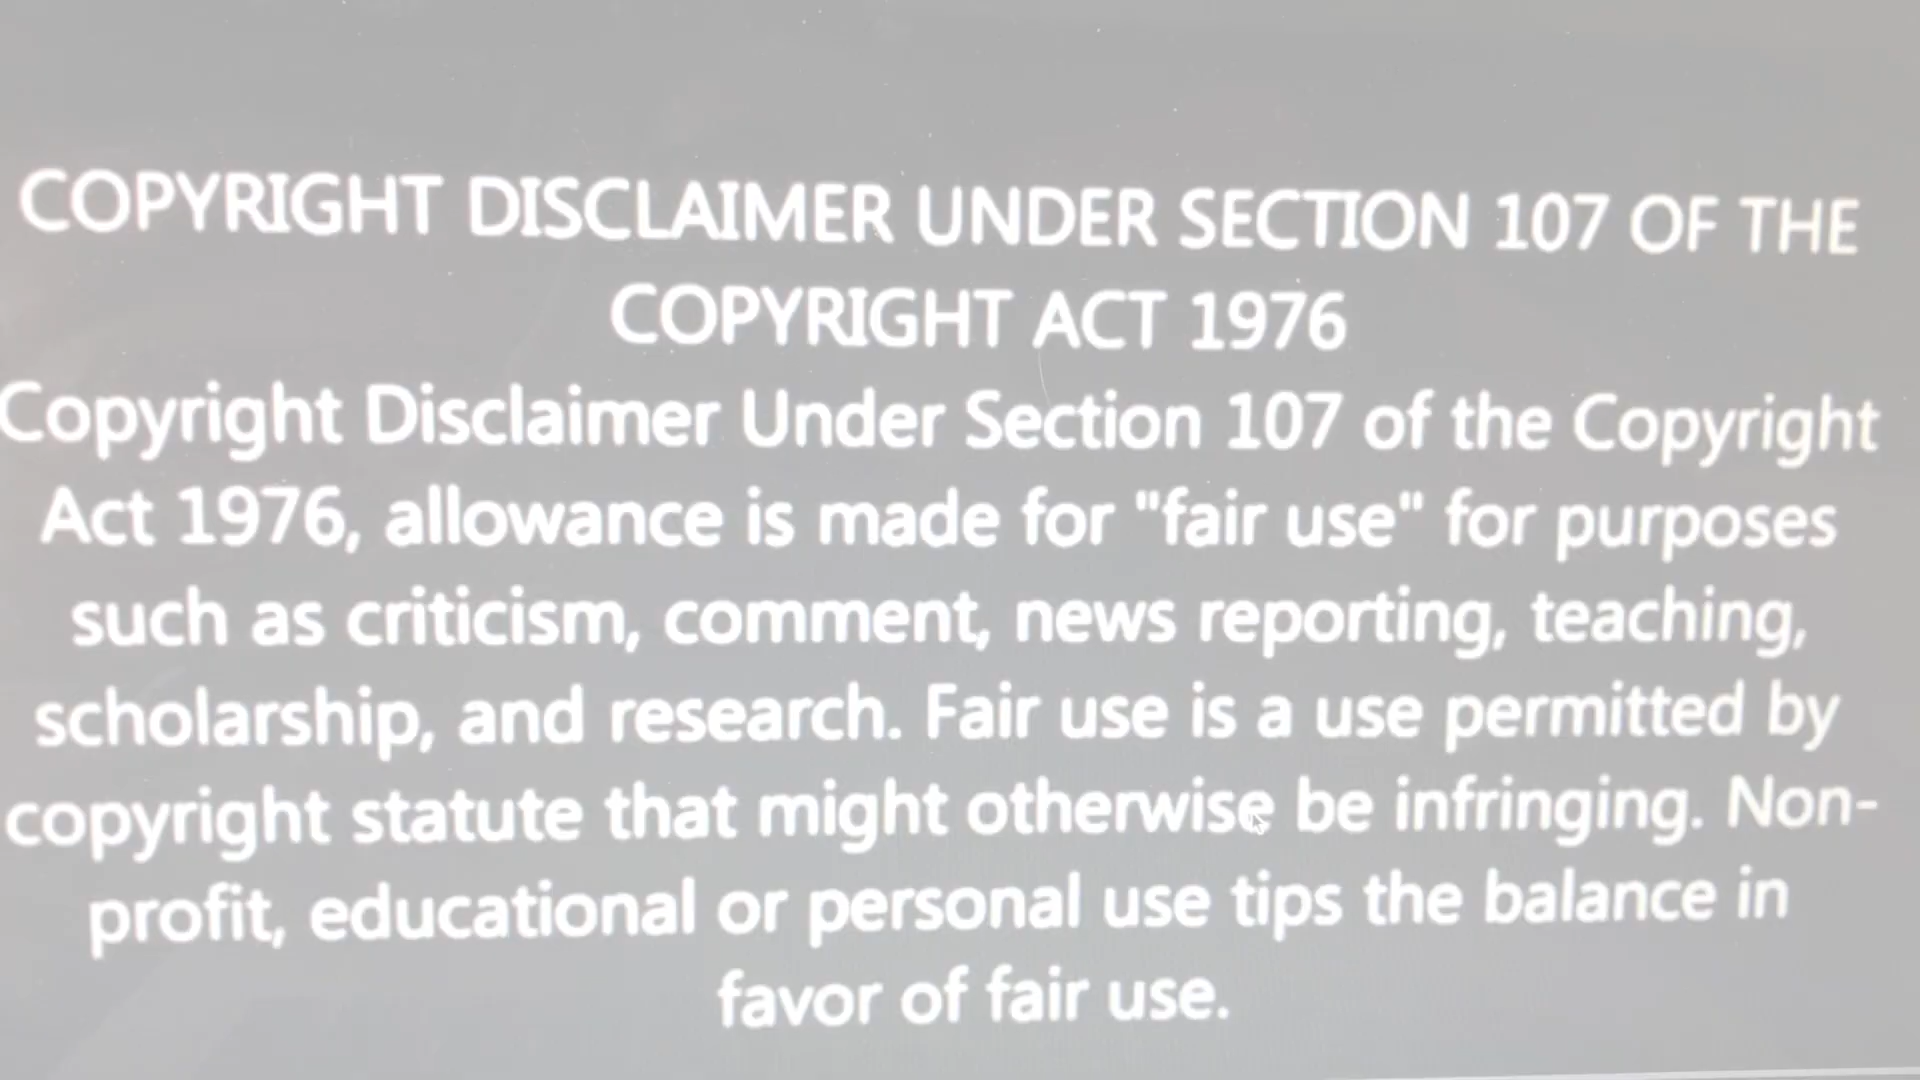 COPYRIGHT DISCLAIMER UNDER SECTION 107 OF THE
COPYRIGHT ACT 1976
Copyright Disclaimer Under Section 107 of the Copyright
Act 1976, allowance is made for "fair use" for purposes
such as criticism, comment, news reporting, teaching,
scholarship, and research. Fair use is a use permitted by
copyright statute that might otherwise be infringing. Non-
profit, educational or personal use tips the balance in
favor of fair use.